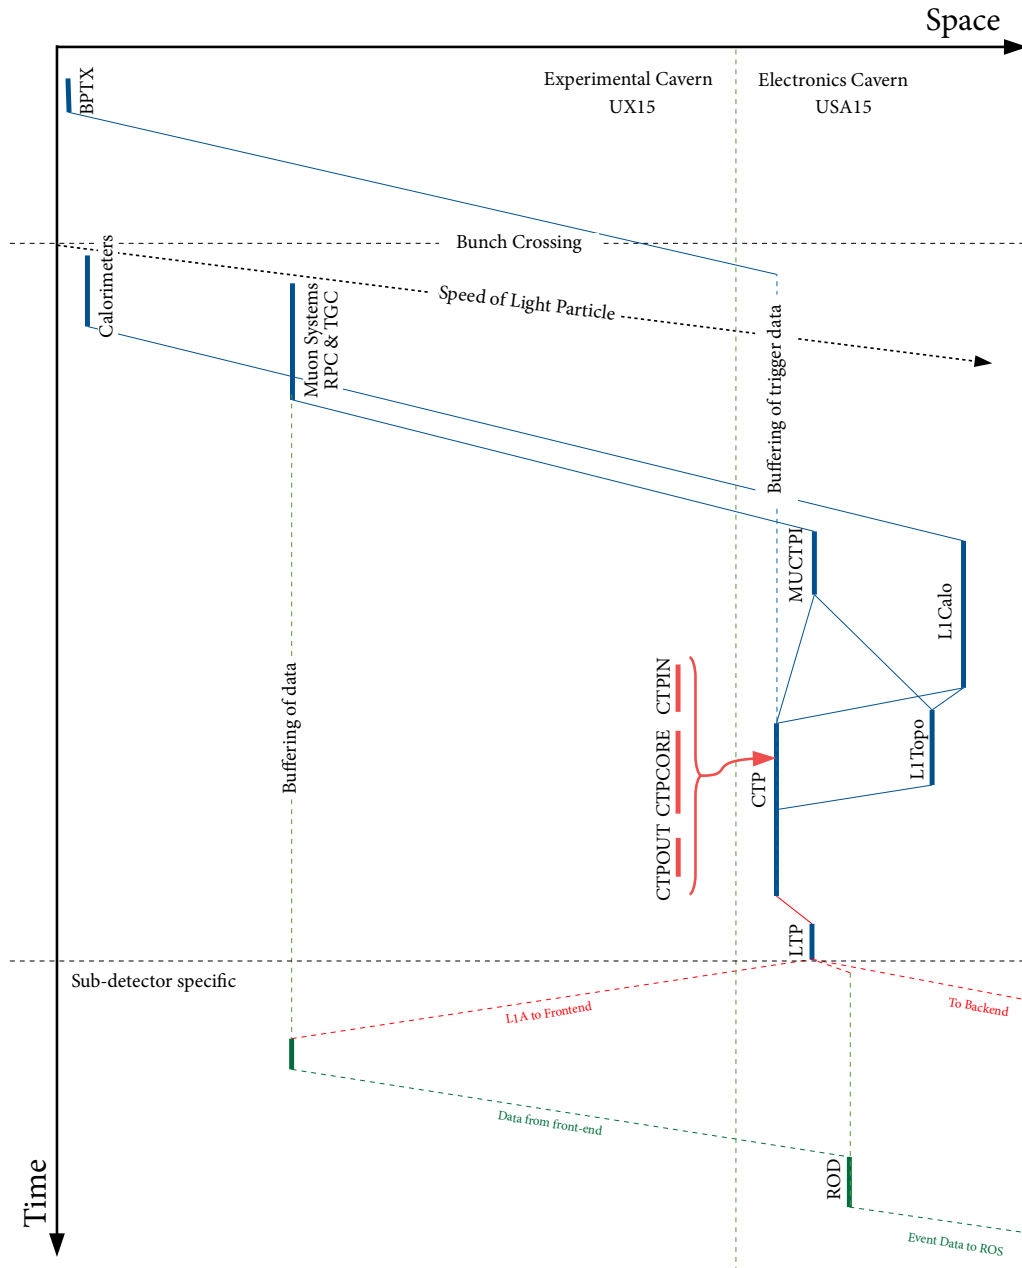 Space
Experimental Cavern
UX15
Electronics Cavern
USA15
BPTX
Bunch Crossing
Calorimeters
Speed of Light Particle
Muon Systems
RPC & TGC
Buffering of trigger data
MUCTPI
L1Calo
CTPIN
CTPCORE
CTPOUT
Buffering of data
CTP
L1Topo
LTP
Sub-detector specific
L1A to Frontend
To Backend
Data from front-end
ROD
Time
Event Data to ROS